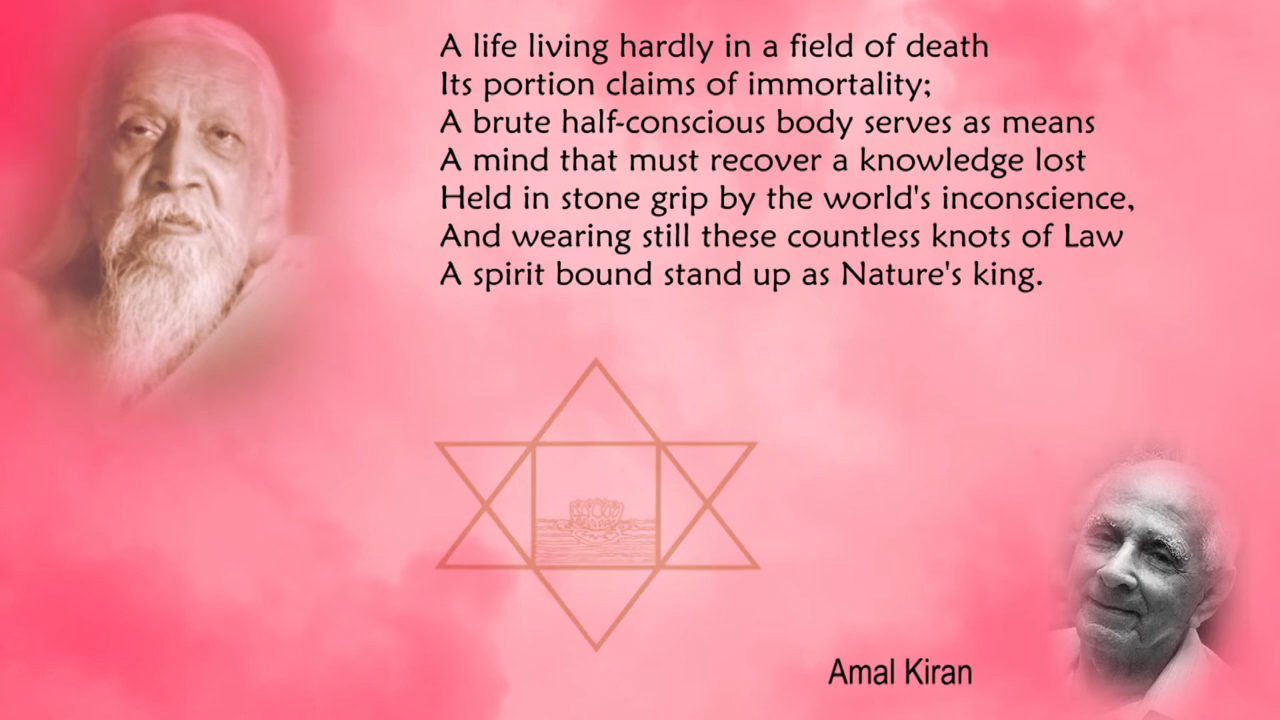 A life living hardly in a field of death
Its portion claims of immortality;
A brute half-conscious body serves as means
A mind that must recover a knowledge lost
Held in stone grip by the world's inconscience,
And wearing still these countless knots of Law
A spirit bound stand up as Nature's king.
Amal Kiran